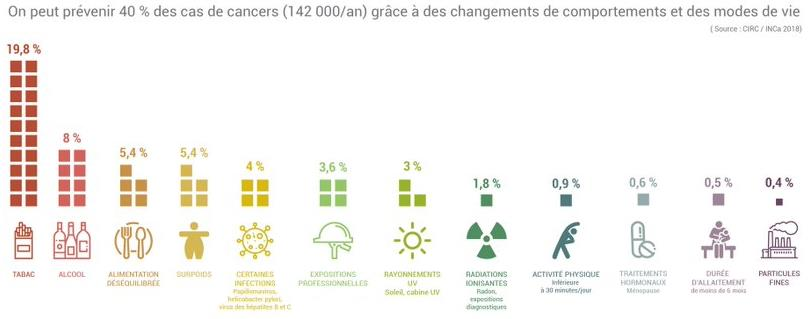 On peut prévenir 40 % des cas de cancers (142 000/an) grâce à des changements de comportements et des modes de vie
( Source : CIRC / INCa 2018)
19,8 %
8 %
5,4 %
5,4 %
4 %
3,6 %
3 %
1,8 %
0,9 %
0,6 %
0,5 %
0,4 %
TABAC
ALCOOL
ALIMENTATION
DÉSÉQUILIBRÉE
SURPOIDS
CERTAINES
INFECTIONS
Papillomavirus,
helicobacter pylori,
virus des hépatites B et C
EXPOSITIONS
PROFESSIONNELLES
RAYONNEMENTS
UV
Soleil, cabine UV
RADIATIONS
IONISANTES
Radon,
expositions
diagnostiques
ACTIVITÉ PHYSIQUE
Inférieure
à 30 minutes/jour
TRAITEMENTS
HORMONAUX
Ménopause
DURÉE
D'ALLAITEMENT
de moins de 6 mois
PARTICULES
FINES